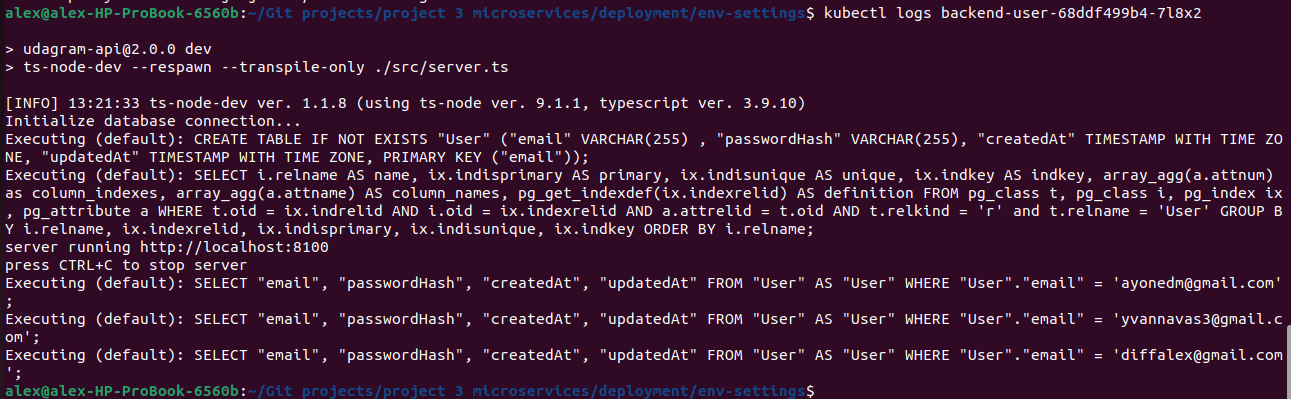 alex@alex-HP-ProBook-6560b:~/Git projects/project 3 microservices/deployment/env-settings$ kubectl logs backend-user-68ddf499b4-7l8x2
> udagram-api@2.0.0 dev
> ts-node-dev --respawn --transpile-only ./src/server.ts
[INFO] 13:21:33 ts-node-dev ver. 1.1.8 (using ts-node ver. 9.1.1, typescript ver. 3.9.10)
Initialize database connection...
Executing (default): CREATE TABLE IF NOT EXISTS "User" ("email" VARCHAR(255) , "passwordHash" VARCHAR(255), "createdAt" TIMESTAMP WITH TIME ZO
NE, "updatedAt" TIMESTAMP WITH TIME ZONE, PRIMARY KEY ("email"));
Executing (default): SELECT i.relname AS name, ix.indisprimary AS primary, ix.indisunique AS unique, ix.indkey AS indkey, array_agg(a.attnum)
as column_indexes, array_agg(a.attname) AS column_names, pg_get_indexdef(ix.indexrelid) AS definition FROM pg_class t, pg_class i, pg_index ix
, pg_attribute a WHERE t.oid = ix.indrelid AND i.oid = ix.indexrelid AND a.attrelid = t.oid AND t.relkind = 'r' and t.relname = 'User' GROUP B
Y i.relname, ix.indexrelid, ix.indisprimary, ix.indisunique, ix.indkey ORDER BY i.relname;
server running http://localhost:8100
press CTRL+C to stop server
Executing (default): SELECT "email", "passwordHash", "createdAt", "updatedAt" FROM "User" AS "User" WHERE "User"."email" = 'ayonedm@gmail.com'
;
Executing (default): SELECT "email", "passwordHash", "createdAt", "updatedAt" FROM "User" AS "User" WHERE "User"."email" = 'yvannavas3@gmail.c
om';
Executing (default): SELECT "email", "passwordHash", "createdAt", "updatedAt" FROM "User" AS "User" WHERE "User"."email" = 'diffalex@gmail.com
';
alex@alex-HP-ProBook-6560b:~/Git projects/project 3 microservices/deployment/env-settings$